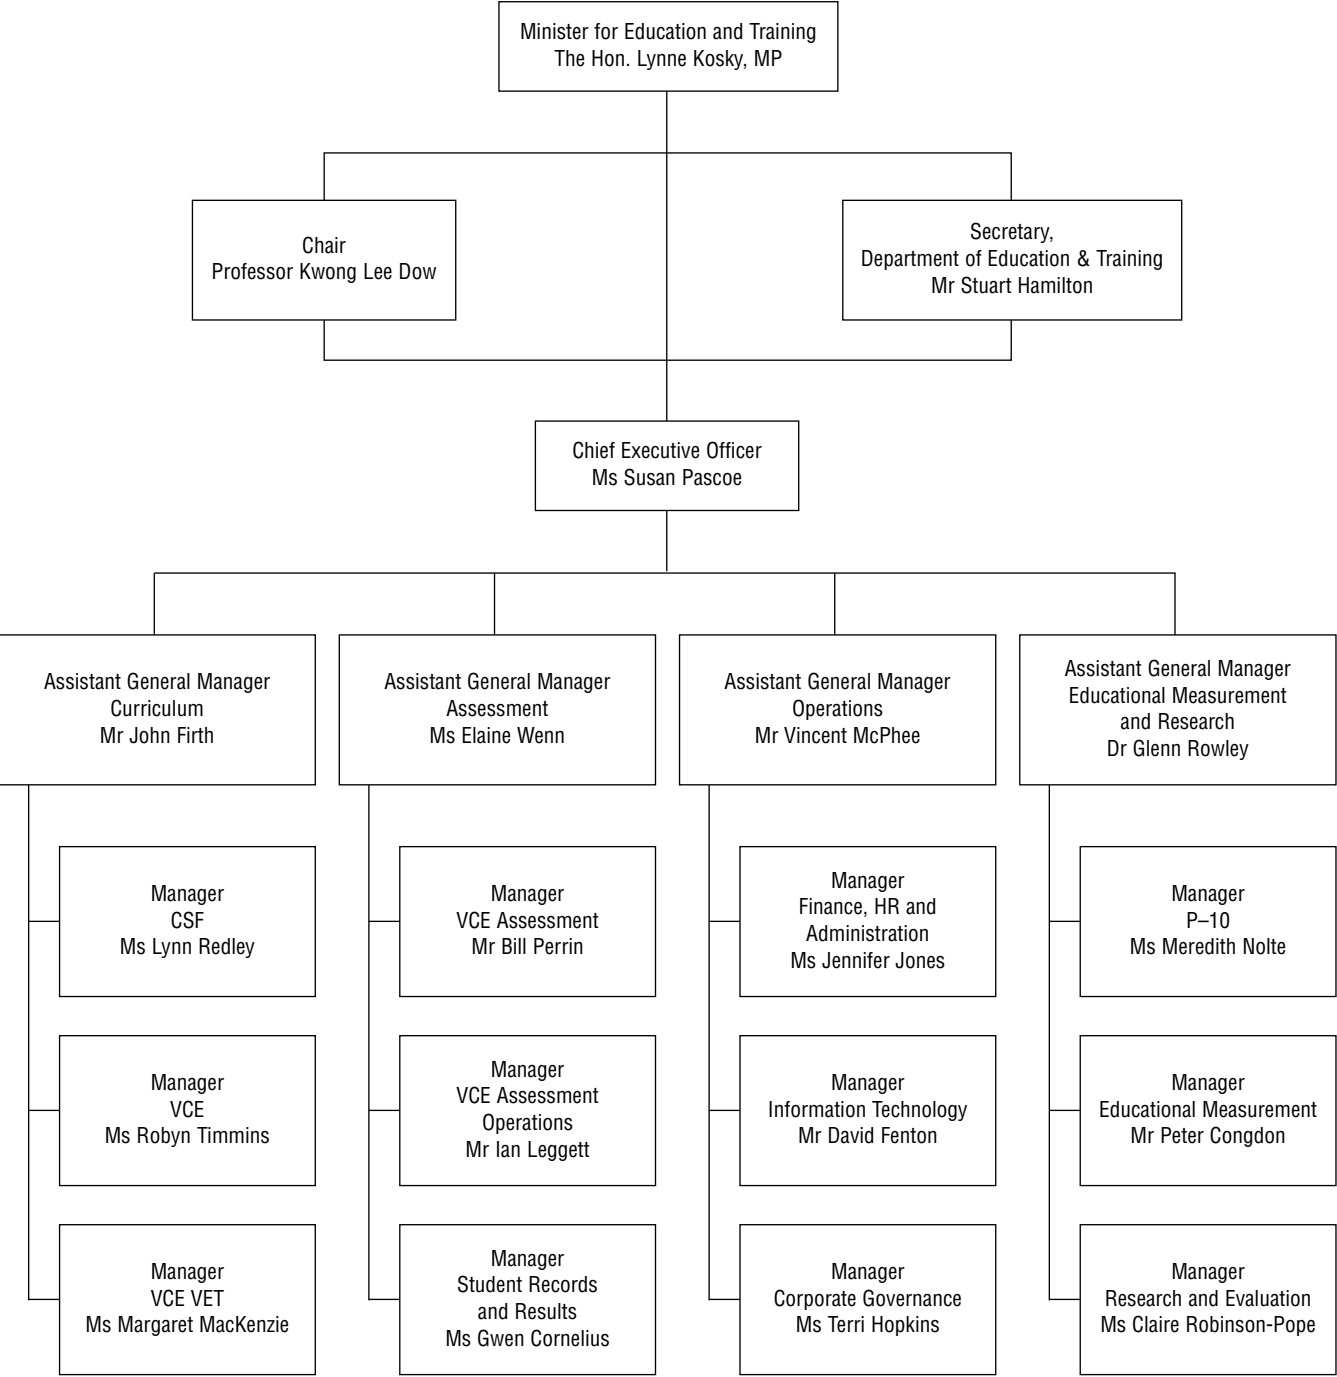 Minister for Education and Training
The Hon. Lynne Kosky, MP
Chair
Professor Kwong Lee Dow
Secretary,
Department of Education & Training
Mr Stuart Hamilton
Chief Executive Officer
Ms Susan Pascoe
Assistant General Manager
Curriculum
Mr John Firth
Assistant General Manager
Assessment
Ms Elaine Wenn
Assistant General Manager
Operations
Mr Vincent McPhee
Assistant General Manager
Educational Measurement
and Research
Dr Glenn Rowley
Manager
CSF
Ms Lynn Redley
Manager
VCE Assessment
Mr Bill Perrin
Manager
Finance, HR and
Administration
Ms Jennifer Jones
Manager
P–10
Ms Meredith Nolte
Manager
VCE
Ms Robyn Timmins
Manager
VCE Assessment
Operations
Mr Ian Leggett
Manager
Information Technology
Mr David Fenton
Manager
Educational Measurement
Mr Peter Congdon
Manager
VCE VET
Ms Margaret MacKenzie
Manager
Student Records
and Results
Ms Gwen Cornelius
Manager
Corporate Governance
Ms Terri Hopkins
Manager
Research and Evaluation
Ms Claire Robinson-Pope